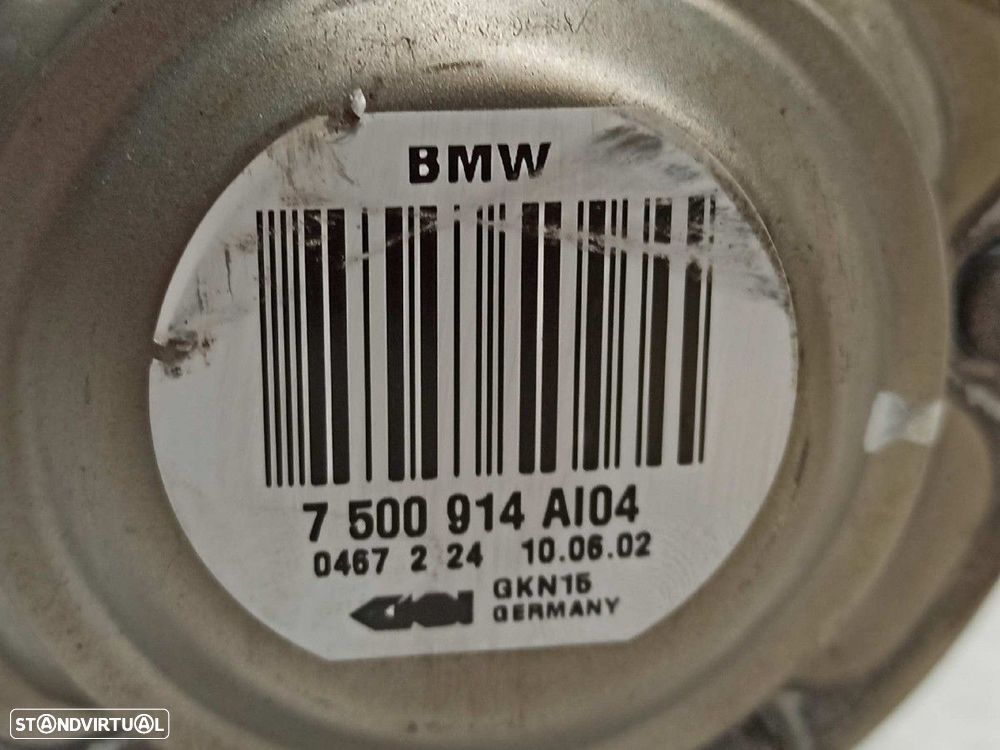 BMW
7 500 914 AI04
0467 2 24 10.06.02
GKN15
GERMANY
STANDVIRTUAL